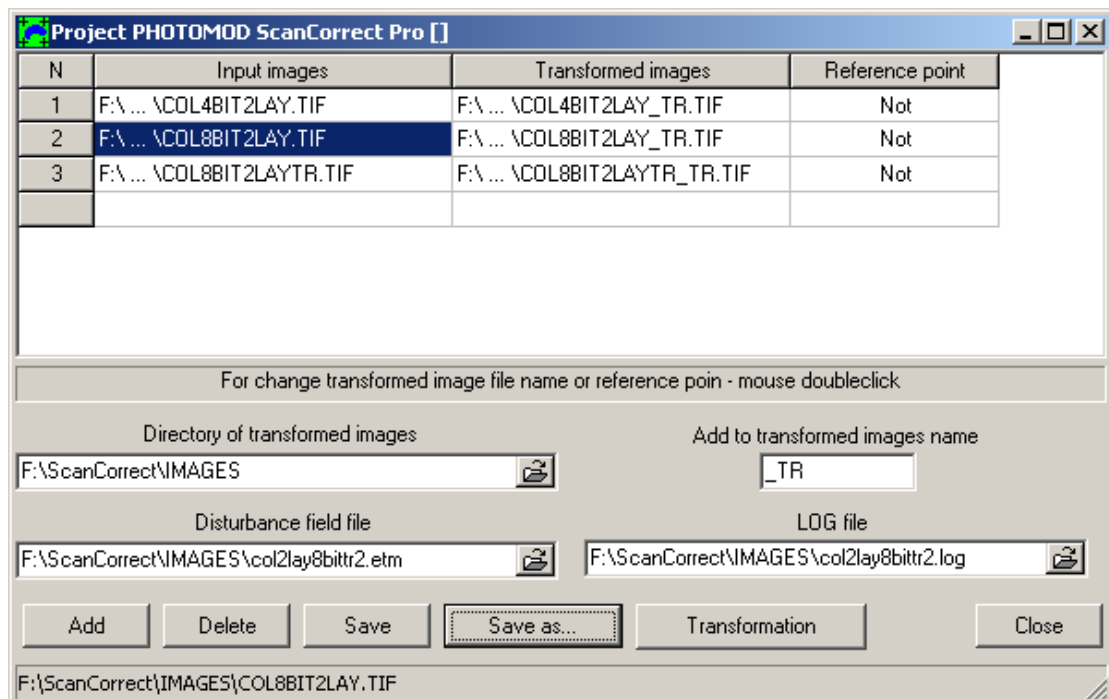 Project PHOTOMOD ScanCorrect Pro []
N Input images Transformed images Reference point
1 F:\ ... \COL4BIT2LAY.TIF F:\ ... \COL4BIT2LAY_TR.TIF Not
2 F:\ ... \COL8BIT2LAY.TIF F:\ ... \COL8BIT2LAY_TR.TIF Not
3 F:\ ... \COL8BIT2LAYTR.TIF F:\ ... \COL8BIT2LAYTR_TR.TIF Not
For change transformed image file name or reference poin - mouse doubleclick
Directory of transformed images Add to transformed images name
F:\ScanCorrect\IMAGES _TR
Disturbance field file LOG file
F:\ScanCorrect\IMAGES\col2lay8bittr2.etm F:\ScanCorrect\IMAGES\col2lay8bittr2.log
Add Delete Save Save as... Transformation Close
F:\ScanCorrect\IMAGES\COL8BIT2LAY.TIF